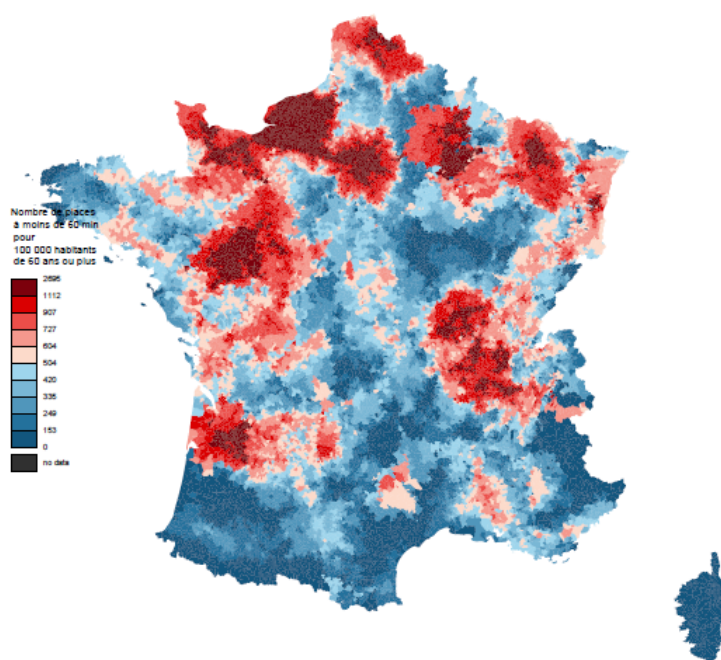 Nombre de places
à moins de 60 min
pour
100 000 habitants
de 60 ans ou plus
2695
1112
907
727
604
504
420
335
249
153
0
no data